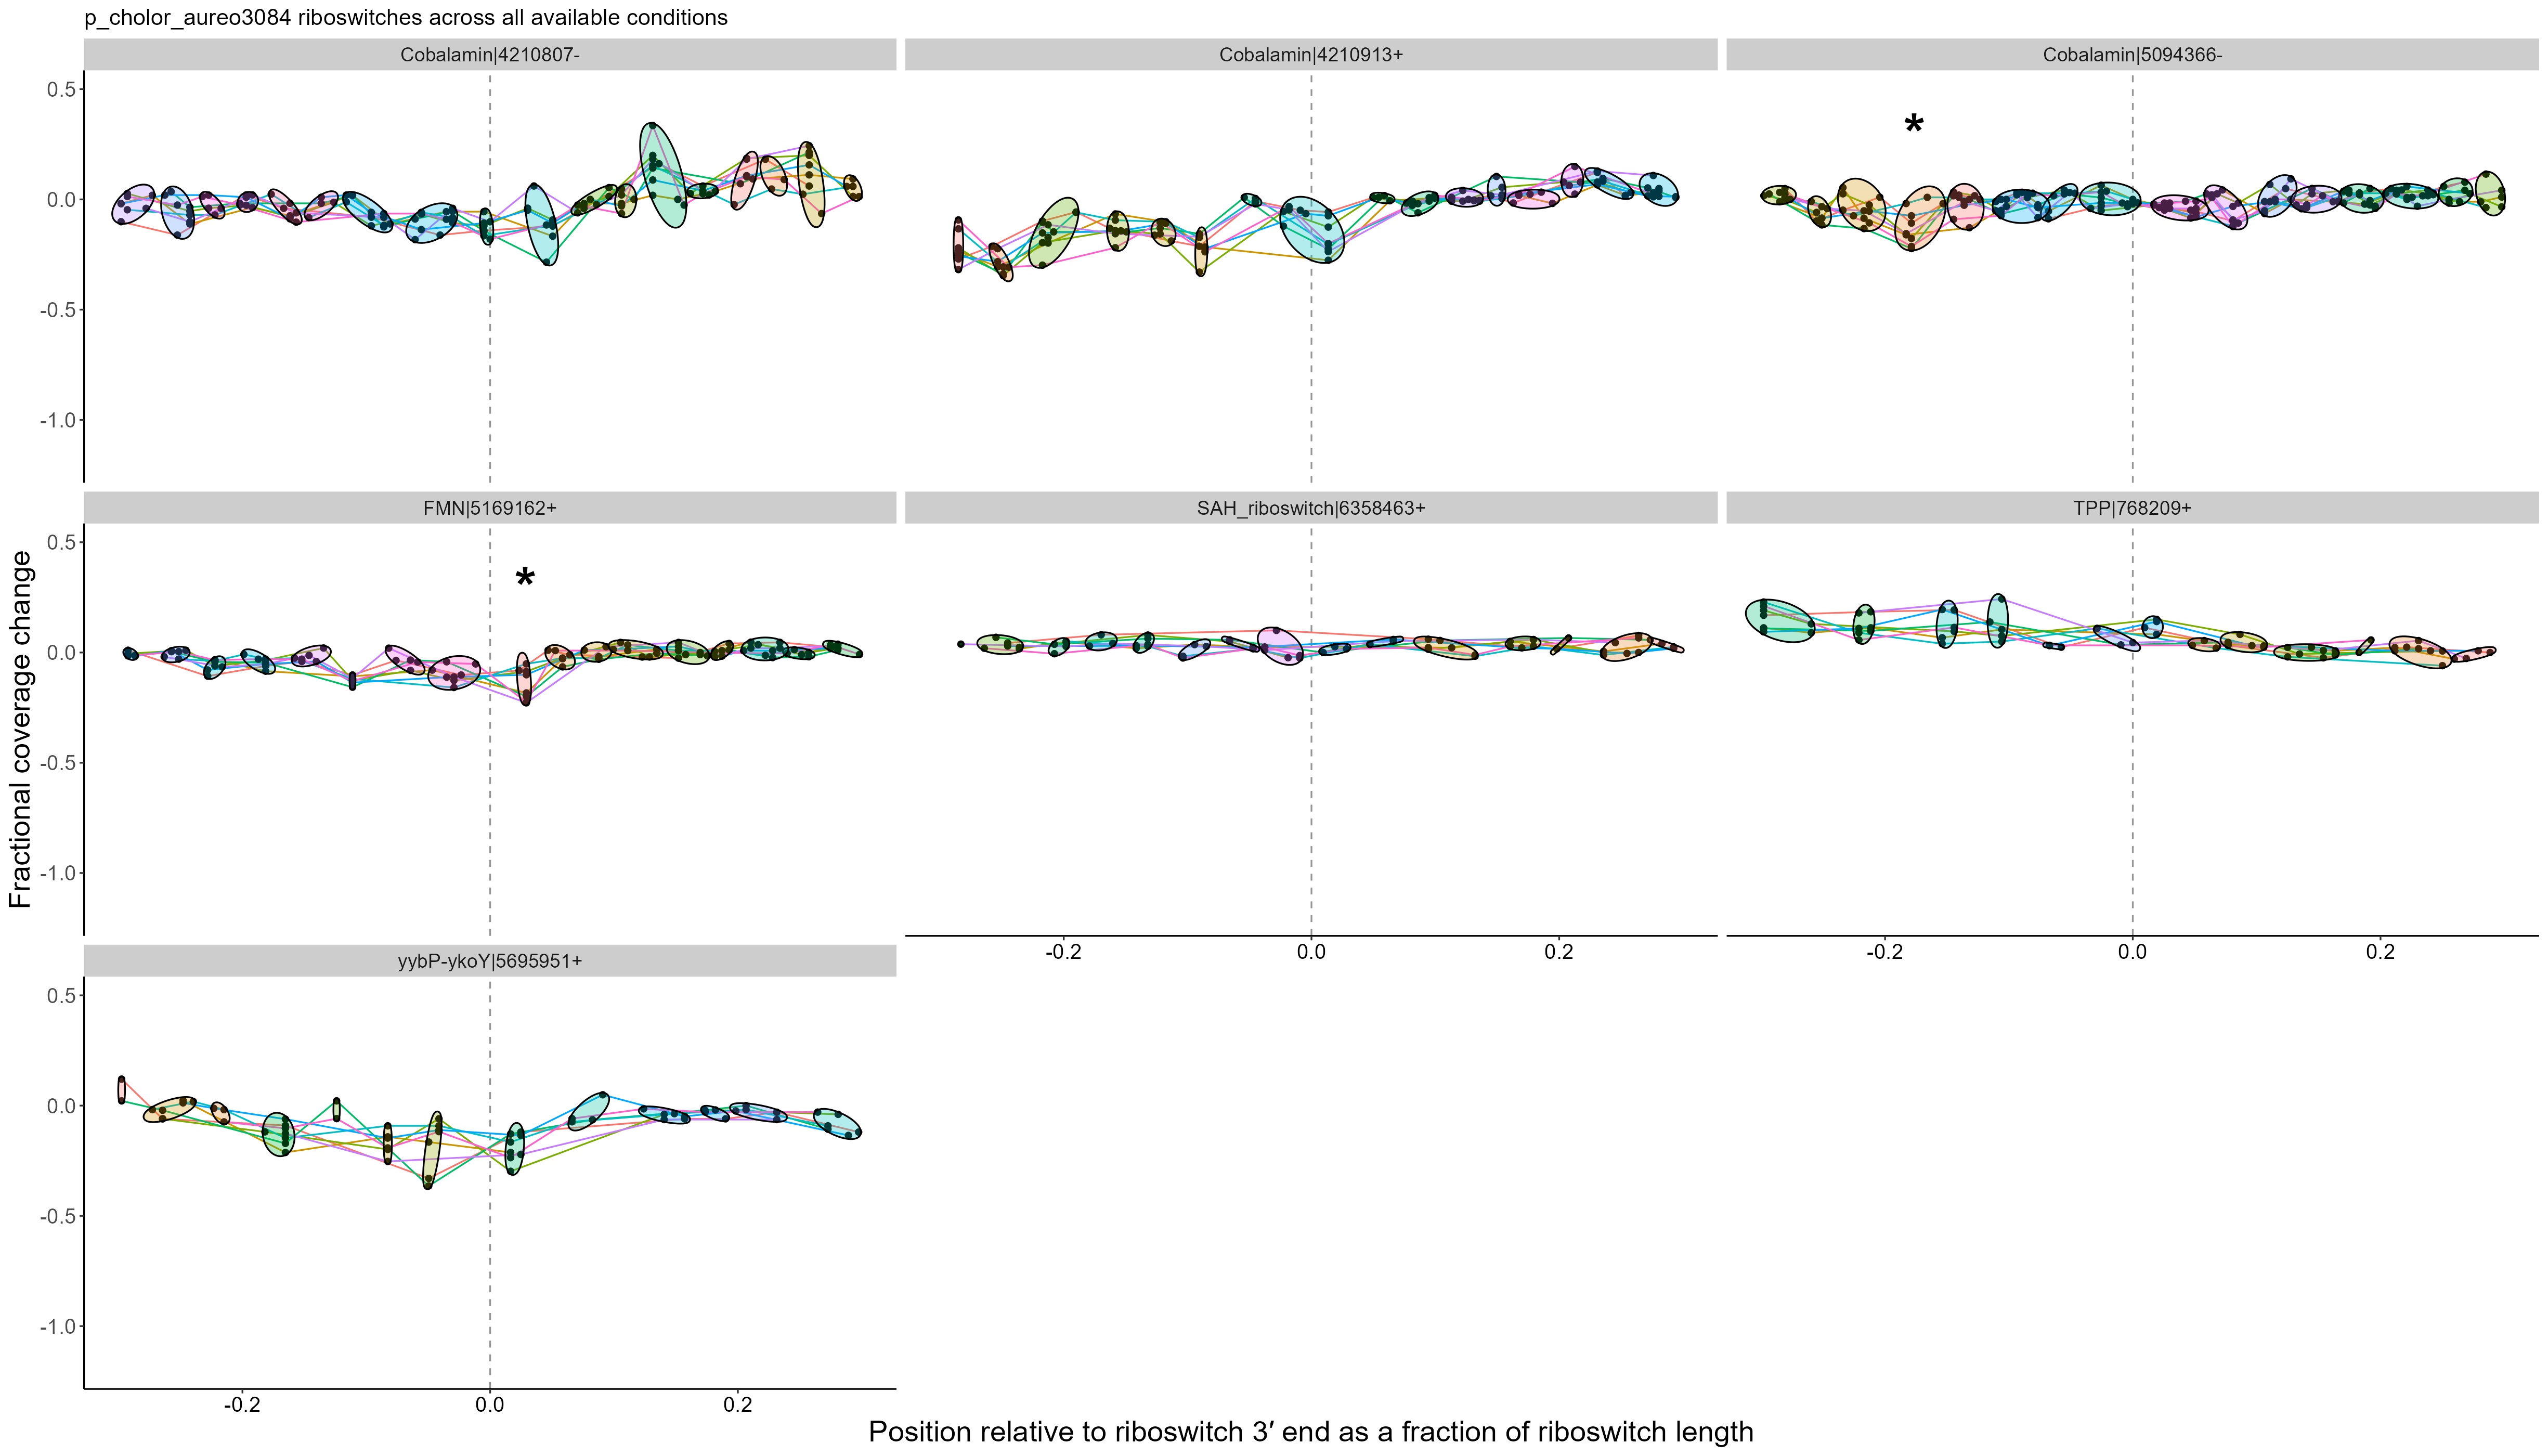 p_cholor_aureo3084 riboswitches across all available conditions
Cobalamin|4210807-
Cobalamin|4210913+
Cobalamin|5094366-
0.5
0.0
-0.5
-1.0
*
FMN|5169162+
SAH_riboswitch|6358463+
TPP|768209+
0.5
0.0
-0.5
-1.0
*
-0.2
0.0
0.2
-0.2
0.0
0.2
yybP-ykoY|5695951+
0.5
0.0
-0.5
-1.0
-0.2
0.0
0.2
Fractional coverage change
Position relative to riboswitch 3′ end as a fraction of riboswitch length